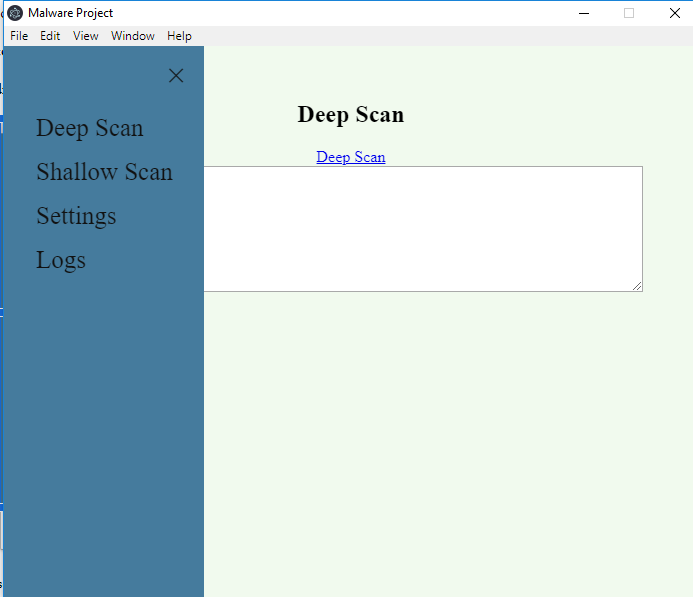 Malware Project
File Edit View Window Help
Deep Scan
Shallow Scan
Settings
Logs
Deep Scan
Deep Scan